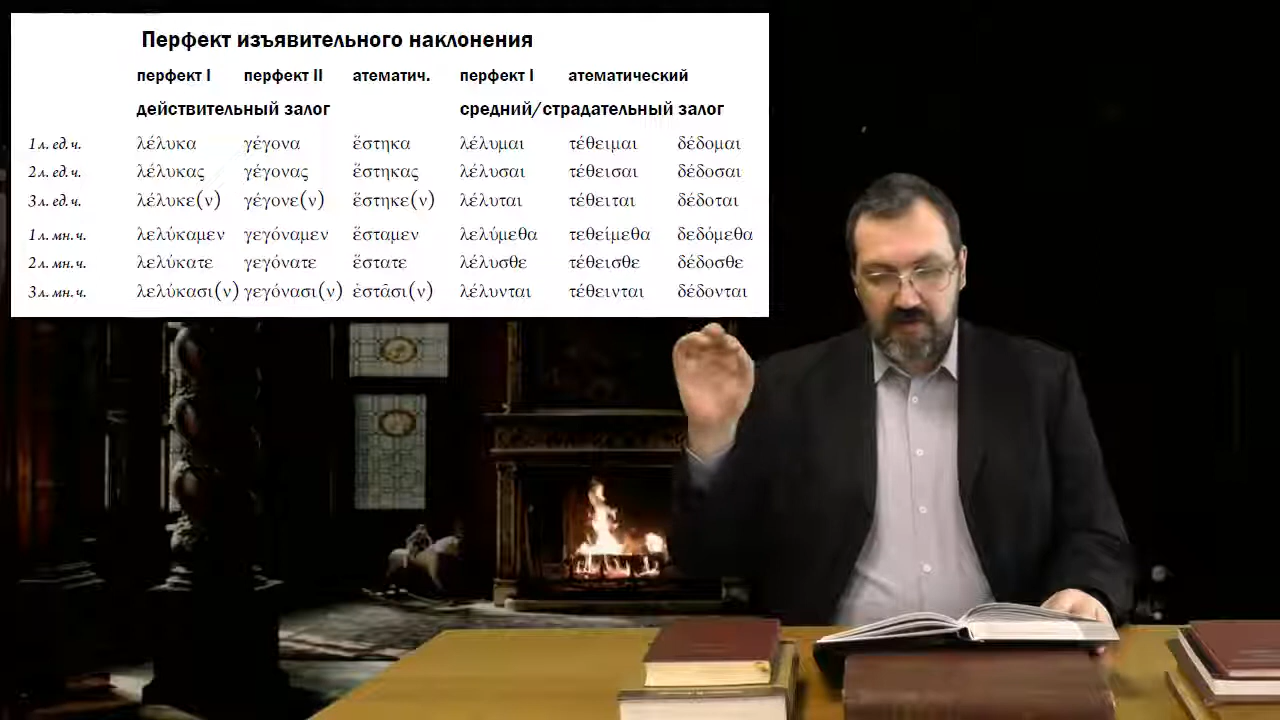 Перфект изъявительного наклонения
перфект I перфект II атематич. перфект I атематический
действительный залог средний/страдательный залог
1 л. ед. ч. λέλυκα γέγονα ἕστηκα λέλυμαι τέθειμαι δέδομαι
2 л. ед. ч. λέλυκας γέγονας ἕστηκας λέλυσαι τέθεισαι δέδοσαι
3 л. ед. ч. λέλυκε(ν) γέγονε(ν) ἕστηκε(ν) λέλυται τέθειται δέδοται
1 л. мн. ч. λελύκαμεν γεγόναμεν ἕσταμεν λελύμεθα τεθείμεθα δεδόμεθα
2 л. мн. ч. λελύκατε γεγόνατε ἕστατε λέλυσθε τέθεισθε δέδοσθε
3 л. мн. ч. λελύκασι(ν) γεγόνασι(ν) ἑστᾶσι(ν) λέλυνται τέθεινται δέδονται